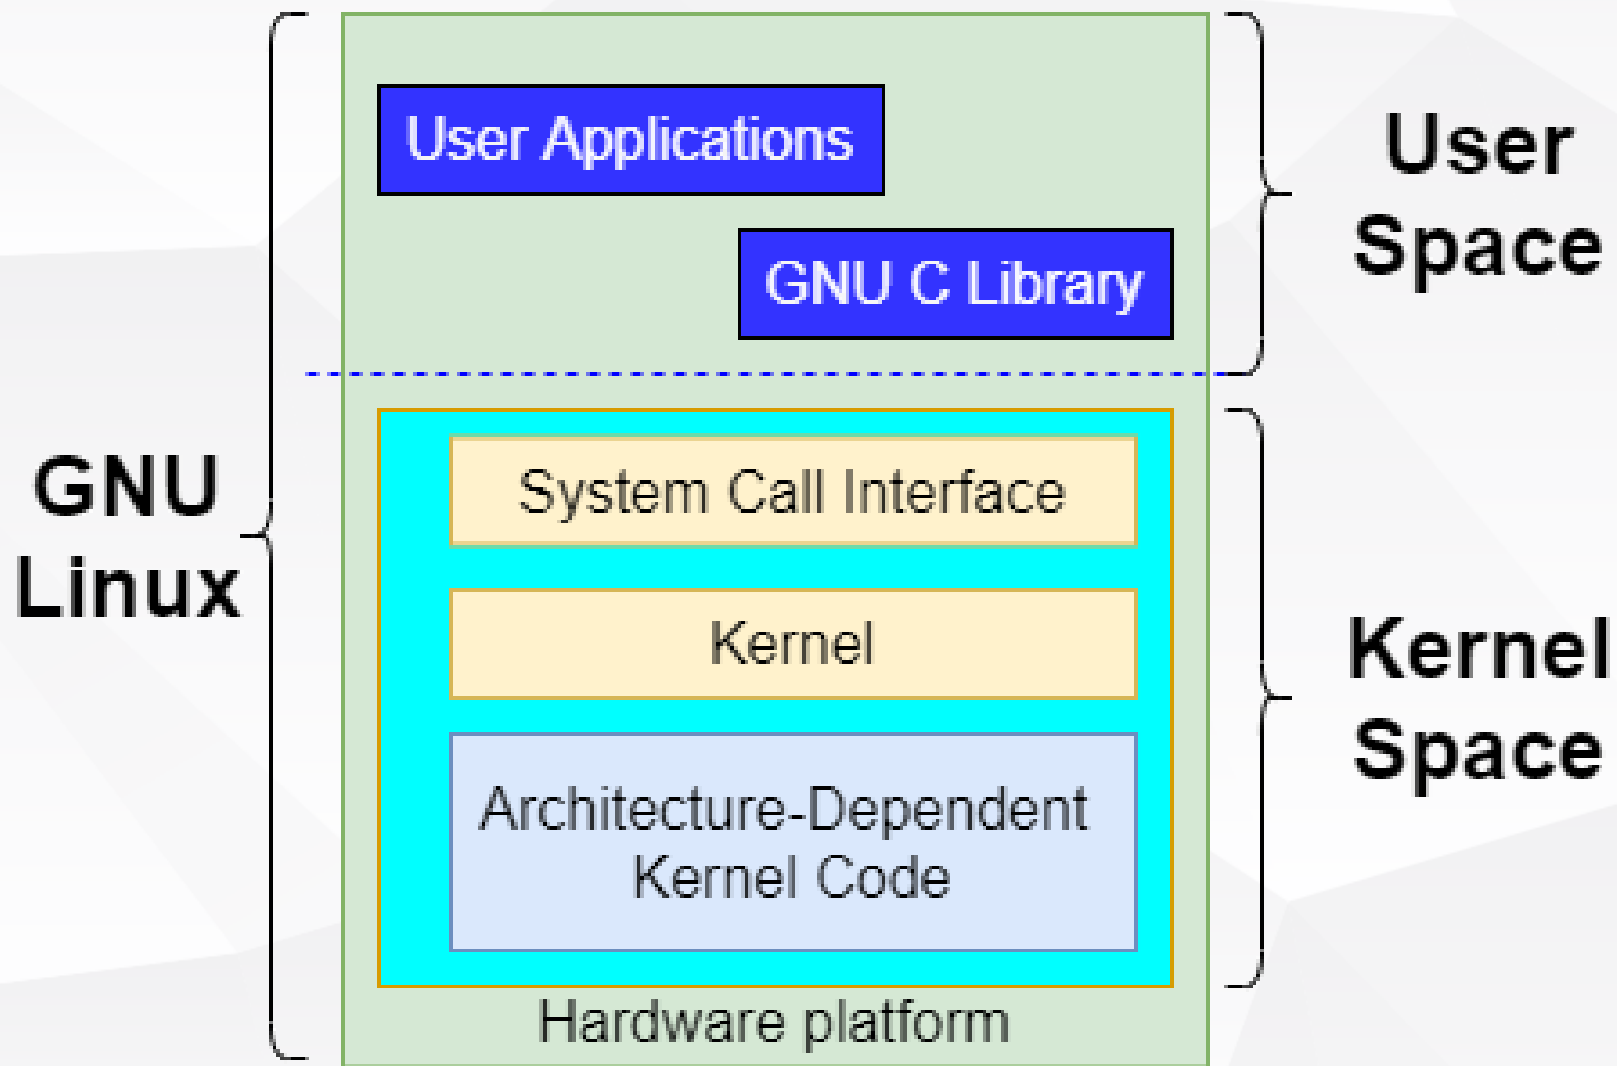 User Applications
GNU C Library
User
Space
GNU
Linux
System Call Interface
Kernel
Architecture-Dependent
Kernel Code
Kernel
Space
Hardware platform